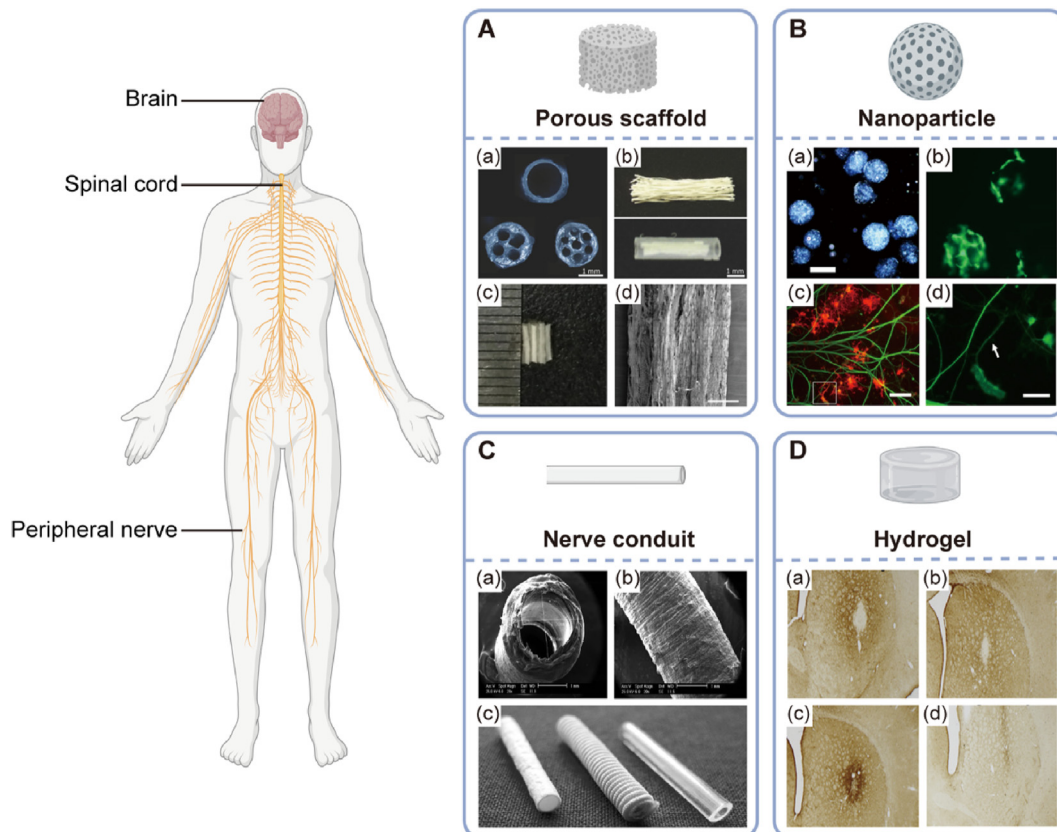 Brain
Spinal cord
Peripheral nerve
A
Porous scaffold
(a)
(b)
1 mm
1 mm
(c)
(d)
B
Nanoparticle
(a)
(b)
(c)
(d)
C
Nerve conduit
(a)
(b)
(c)
D
Hydrogel
(a)
(b)
(c)
(d)